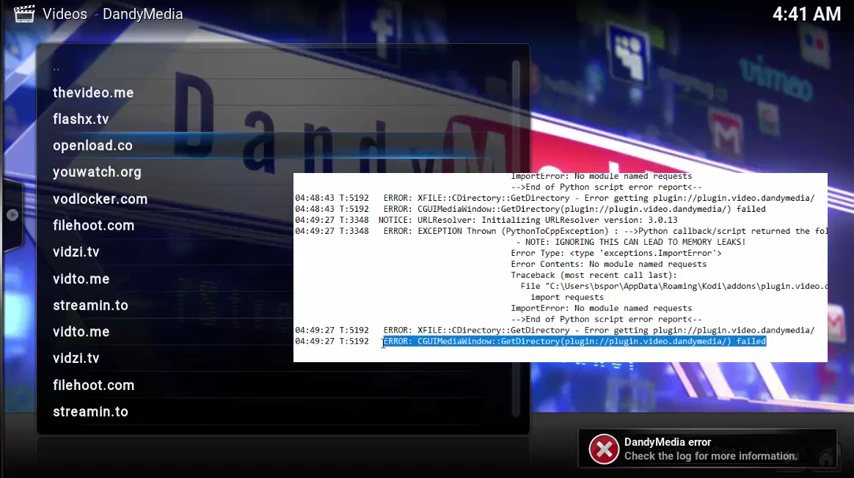 Videos - DandyMedia
4:41 AM
..
thevideo.me
flashx.tv
openload.co
youwatch.org
vodlocker.com
filehoot.com
vidzi.tv
vidto.me
streamin.to
vidto.me
vidzi.tv
filehoot.com
streamin.to
Dandy
vimeo
ImportError: No module named requests
-->End of Python script error report<--
04:48:43 T:5192 ERROR: XFILE::CDirectory::GetDirectory - Error getting plugin://plugin.video.dandymedia/
04:48:43 T:5192 ERROR: CGUIMediaWindow::GetDirectory(plugin://plugin.video.dandymedia/) failed
04:49:27 T:3348 NOTICE: URLResolver: Initializing URLResolver version: 3.0.13
04:49:27 T:3348 ERROR: EXCEPTION Thrown (PythonToCppException) : -->Python callback/script returned the fol
- NOTE: IGNORING THIS CAN LEAD TO MEMORY LEAKS!
Error Type: <type 'exceptions.ImportError'>
Error Contents: No module named requests
Traceback (most recent call last):
File "C:\Users\bspor\AppData\Roaming\Kodi\addons\plugin.video.d
import requests
ImportError: No module named requests
-->End of Python script error report<--
04:49:27 T:5192 ERROR: XFILE::CDirectory::GetDirectory - Error getting plugin://plugin.video.dandymedia/
04:49:27 T:5192 ERROR: CGUIMediaWindow::GetDirectory(plugin://plugin.video.dandymedia/) failed
DandyMedia error
Check the log for more information.